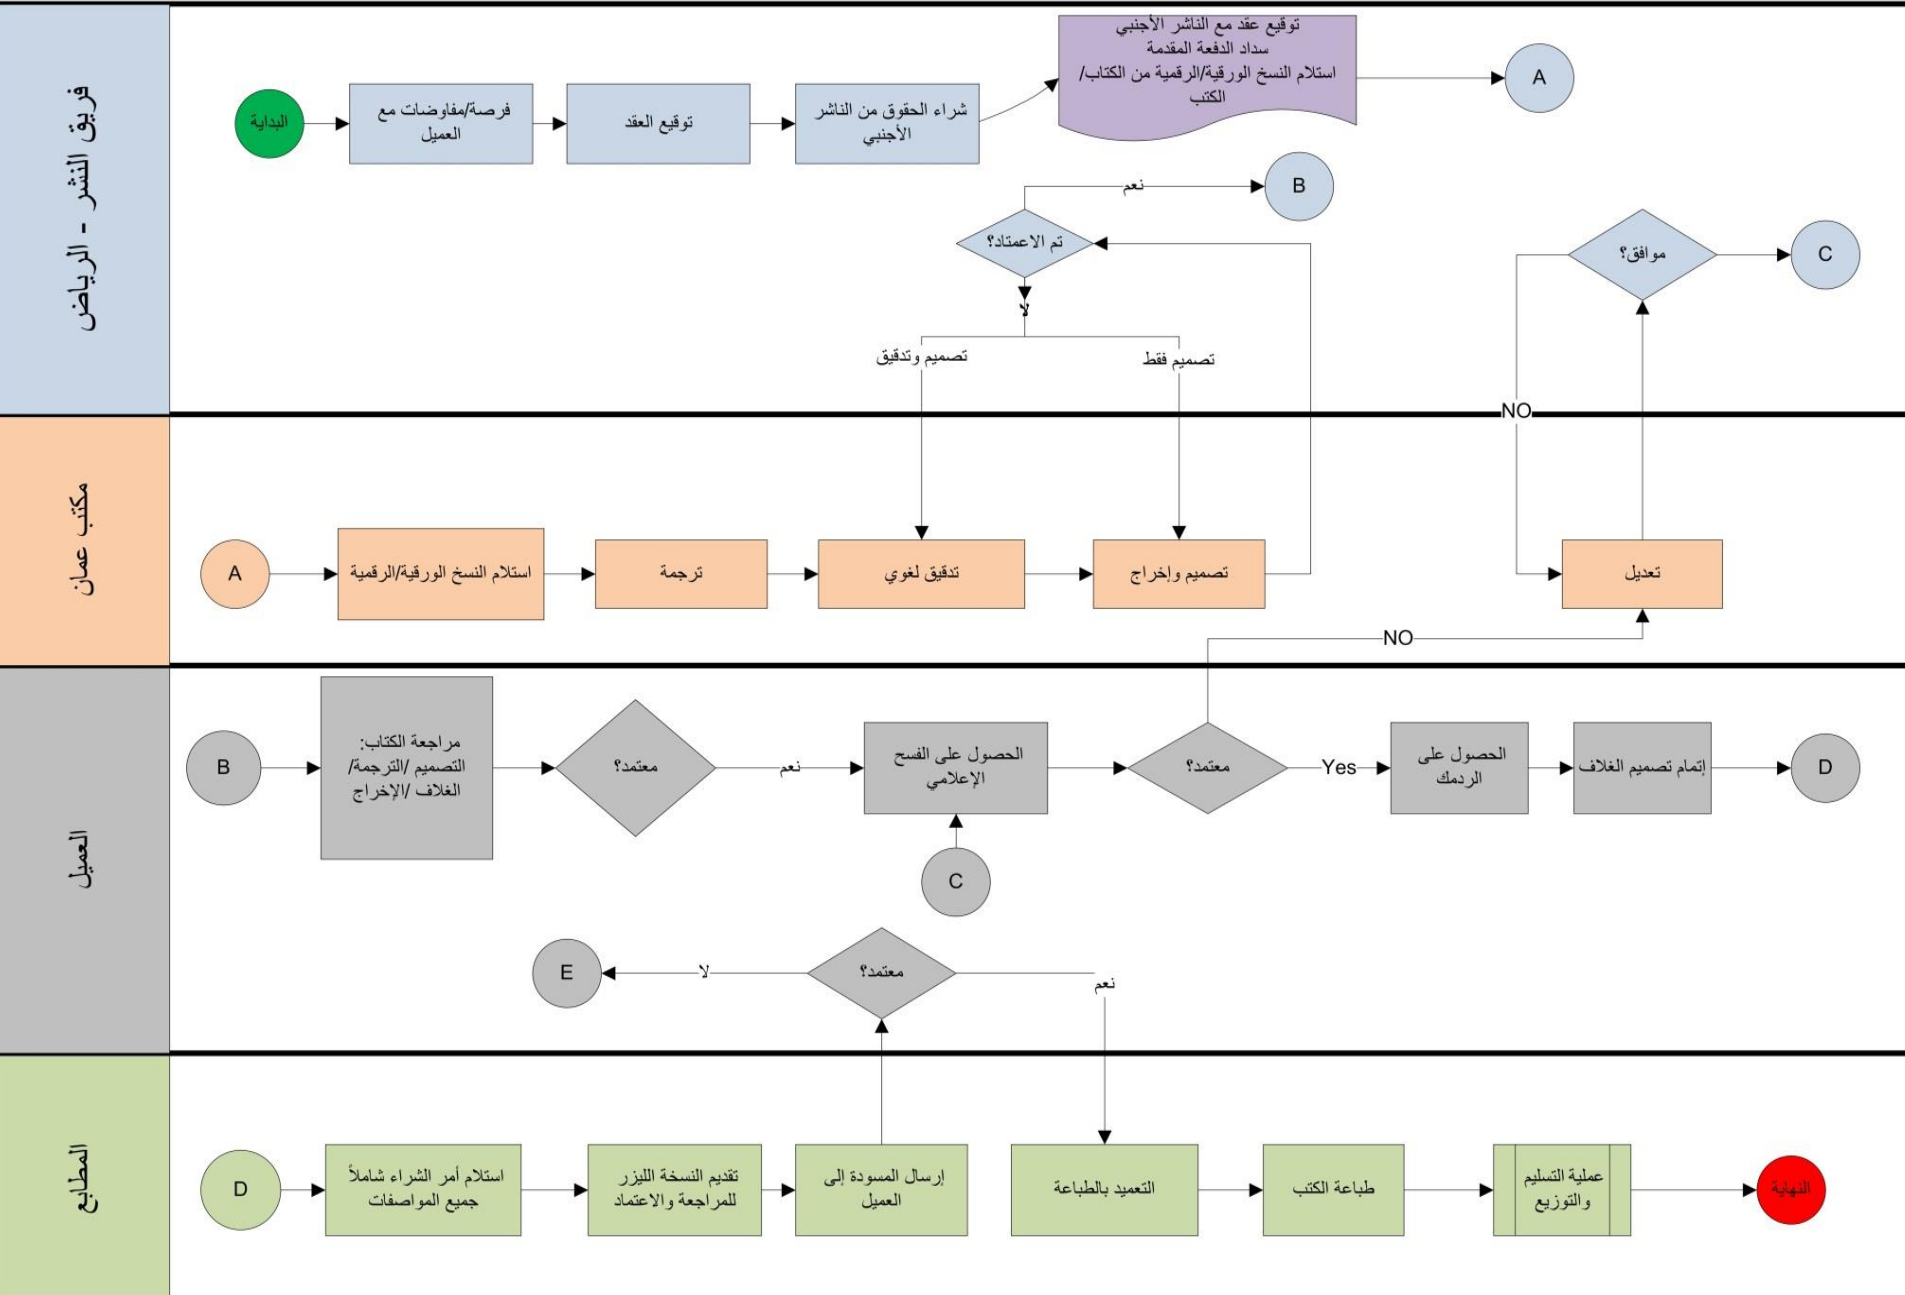 فريق النشر - الرياض
البداية
فرصة/مفاوضات مع
العميل
توقيع العقد
شراء الحقوق من الناشر
الأجنبي
توقيع عقد مع الناشر الأجنبي
سداد الدفعة المقدمة
استلام النسخ الورقية/الرقمية من الكتاب/
الكتب
A
B
نعم
تم الاعمتاد؟
لا
تصميم وتدقيق
تصميم فقط
موافق؟
C
NO
مكتب عمان
A
استلام النسخ الورقية/الرقمية
ترجمة
تدقيق لغوي
تصميم وإخراج
تعديل
NO
العميل
B
مراجعة الكتاب:
التصميم /الترجمة/
الغلاف /الإخراج
معتمد؟
نعم
الحصول على الفسح
الإعلامي
معتمد؟
Yes
الحصول على
الردمك
إتمام تصميم الغلاف
D
C
E
لا
معتمد؟
نعم
المطابع
D
استلام أمر الشراء شاملاً
جميع المواصفات
تقديم النسخة الليزر
للمراجعة والاعتماد
إرسال المسودة إلى
العميل
التعميد بالطباعة
طباعة الكتب
عملية التسليم
والتوزيع
النهاية